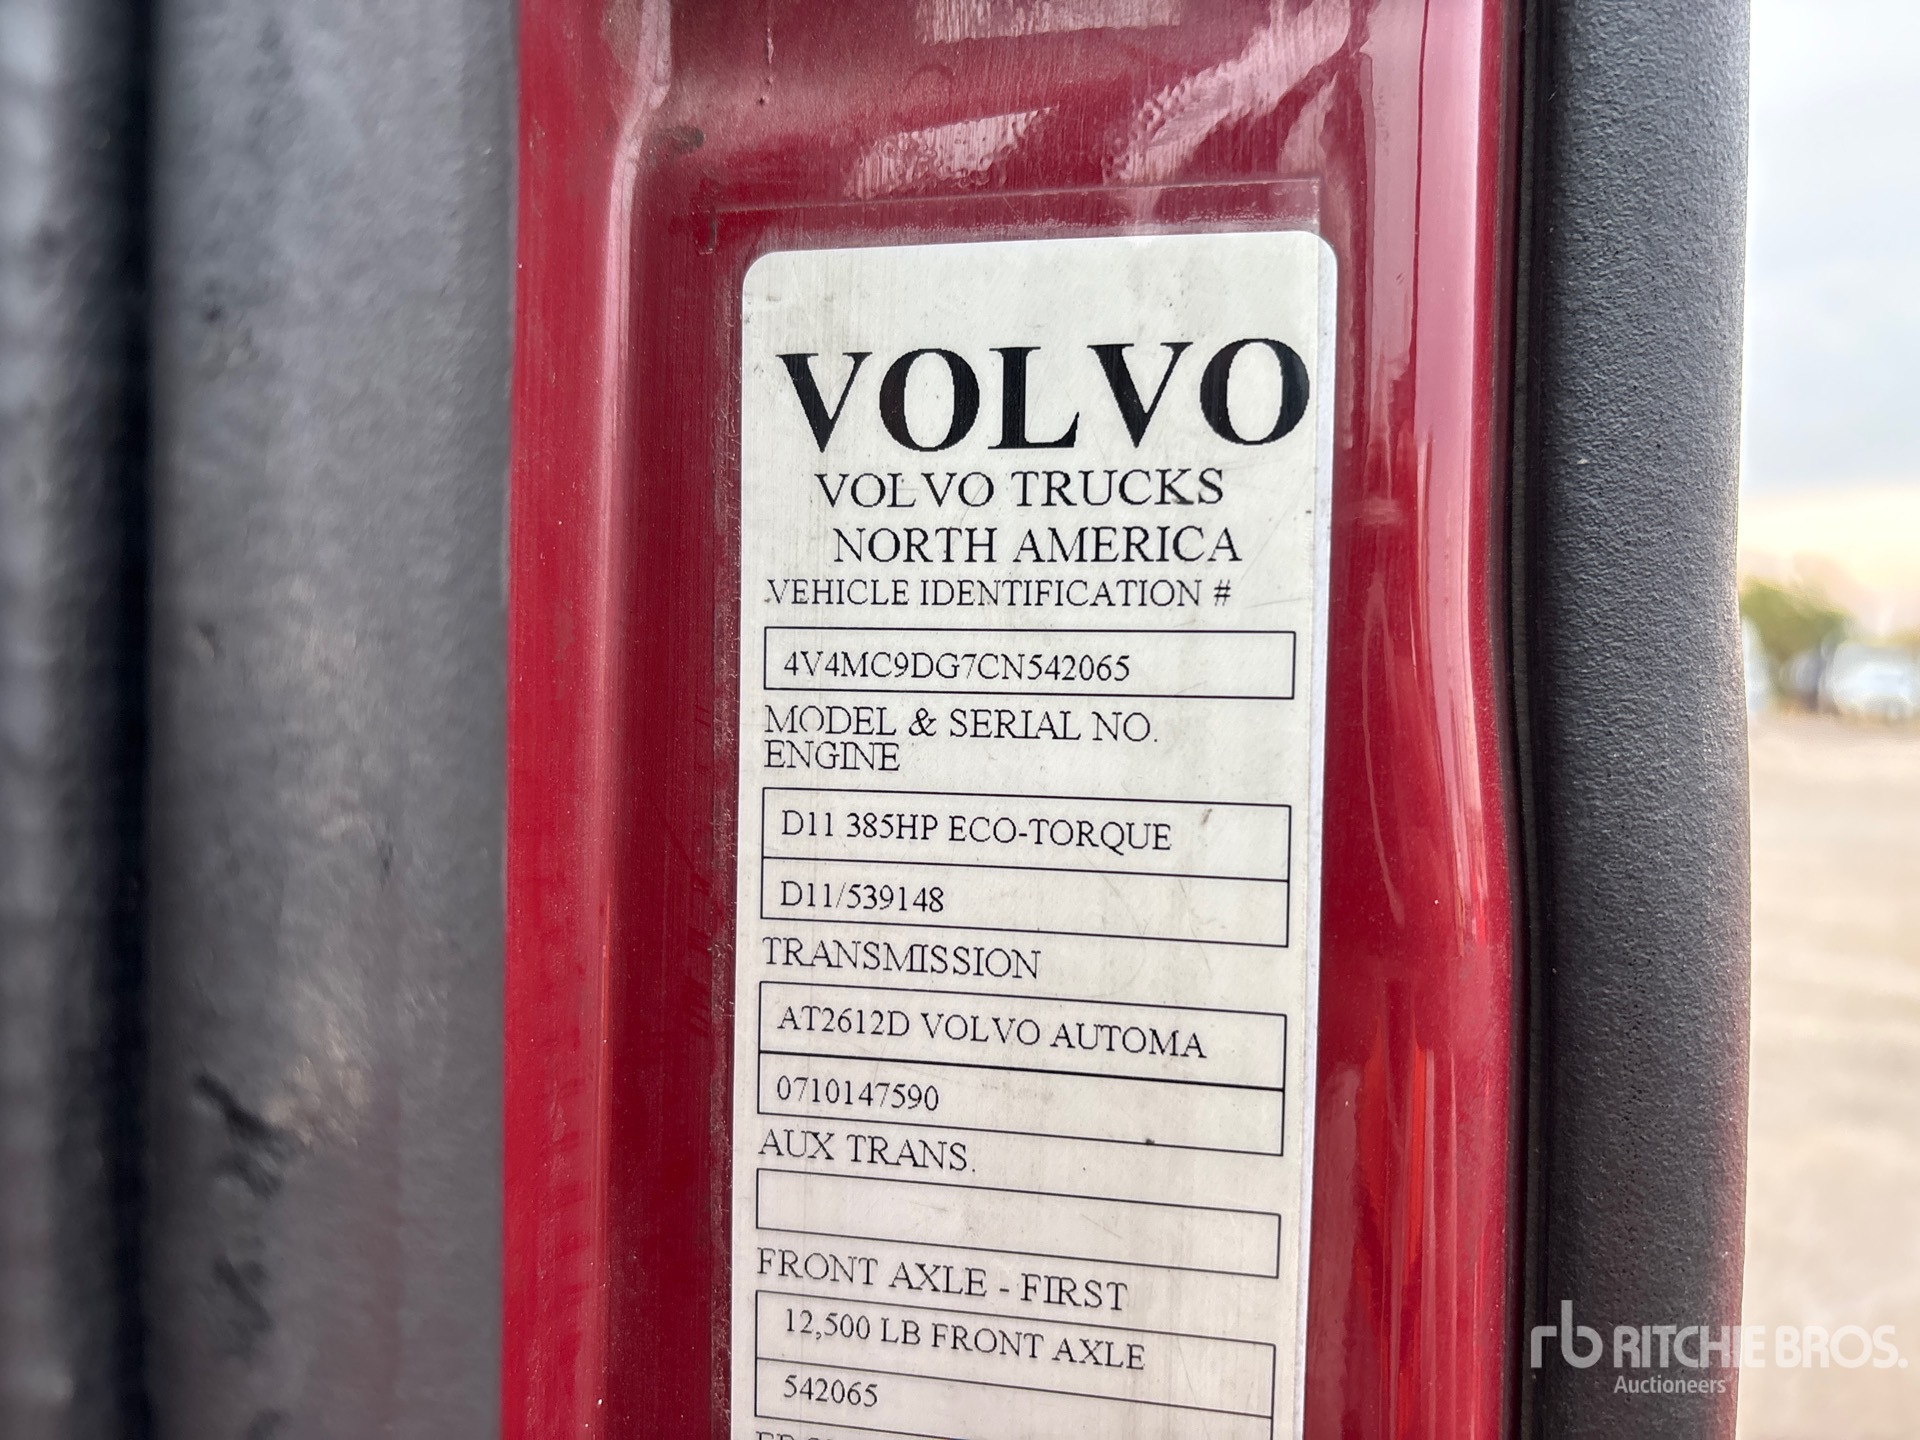 VOLVO
VOLVO TRUCKS
NORTH AMERICA
VEHICLE IDENTIFICATION #
4V4MC9DG7CN542065
MODEL & SERIAL NO.
ENGINE
D11 385HP ECO-TORQUE
D11/539148
TRANSMISSION
AT2612D VOLVO AUTOMA
0710147590
AUX TRANS.
FRONT AXLE - FIRST
12,500 LB FRONT AXLE
542065
rb RITCHIE BROS.
Auctioneers